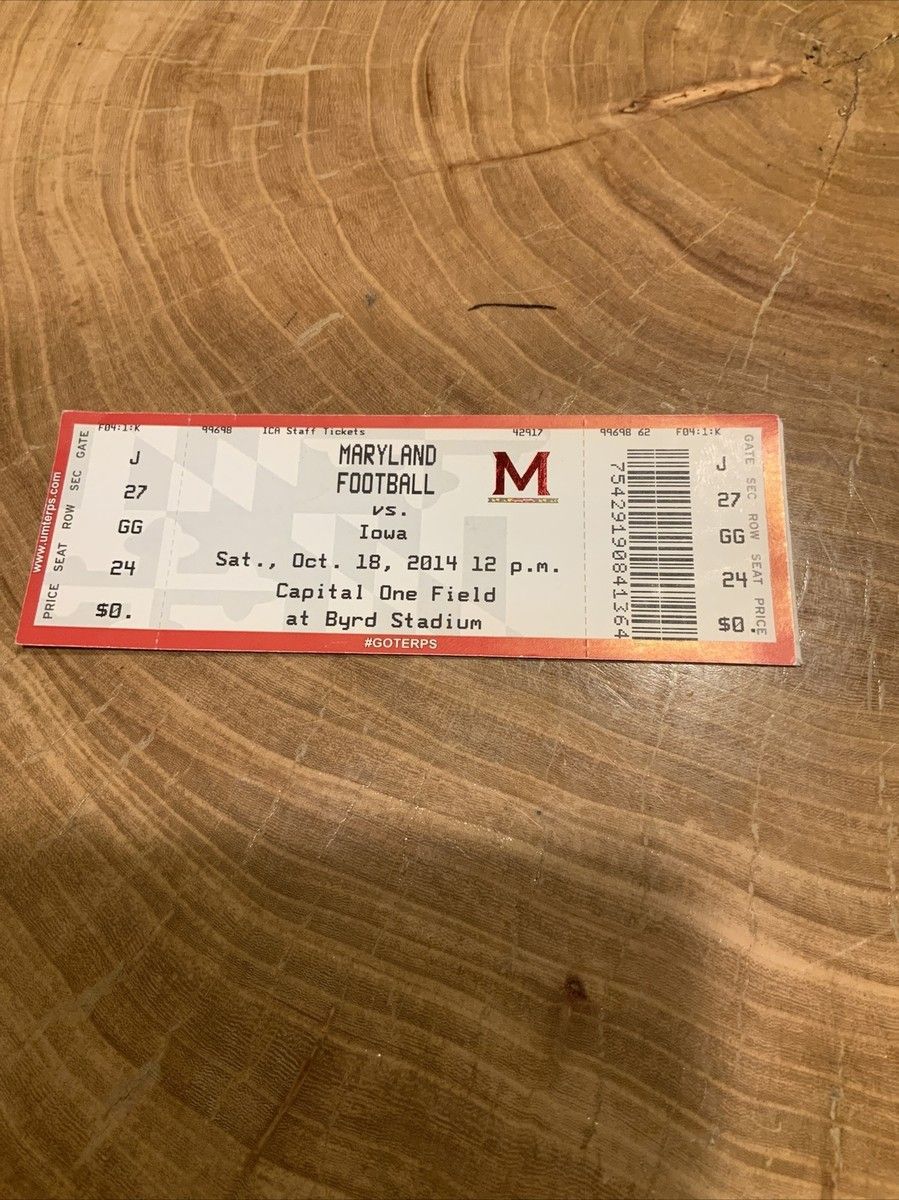 F04:1:K 99698 ICA Staff Tickets 42917 99698 62 F04:1:K
www.umterps.com
GATE J
SEC 27
ROW GG
SEAT 24
PRICE $0.
MARYLAND
FOOTBALL
vs.
Iowa
Sat., Oct. 18, 2014 12 p.m.
Capital One Field
at Byrd Stadium
#GOTERPS
M
75429190841364
J GATE
27 SEC
GG ROW
24 SEAT
$0. PRICE